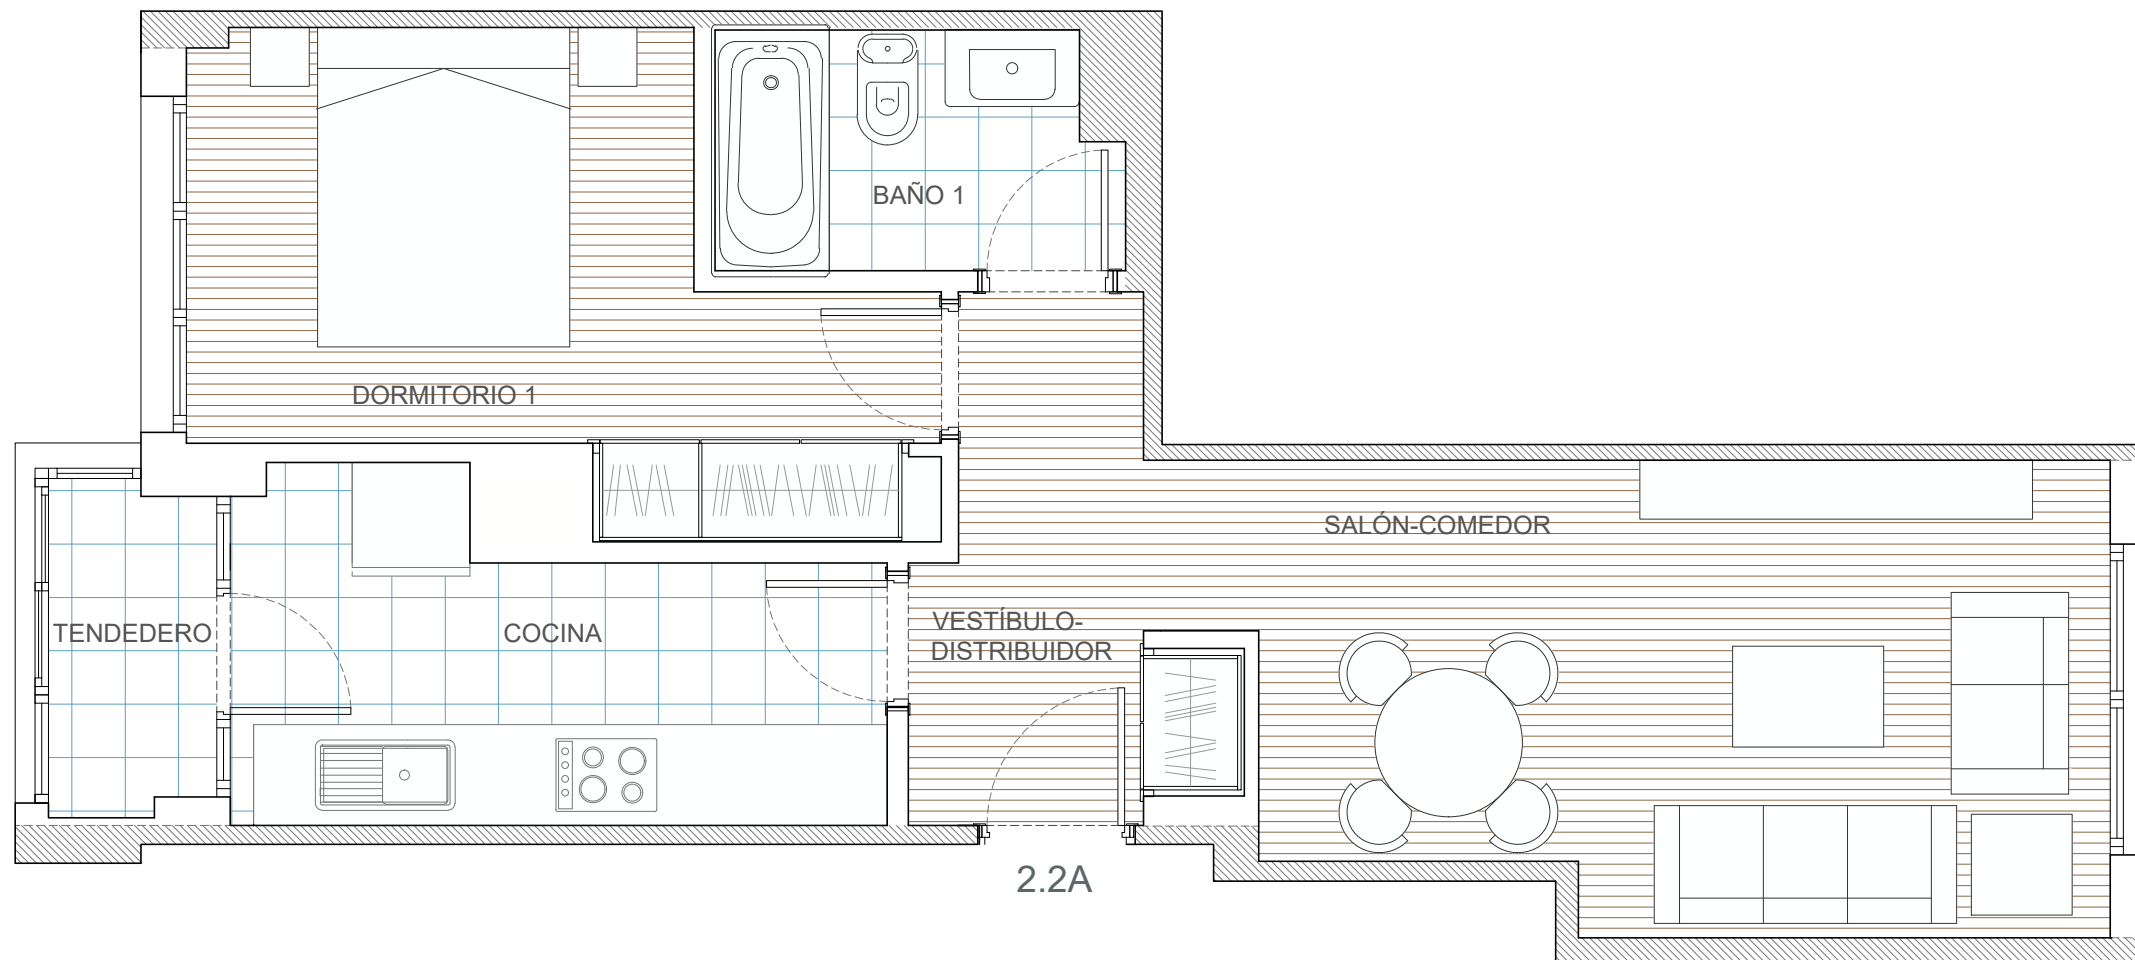 BAÑO 1
DORMITORIO 1
SALÓN-COMEDOR
TENDEDERO
COCINA
VESTÍBULO-
DISTRIBUIDOR
2.2A